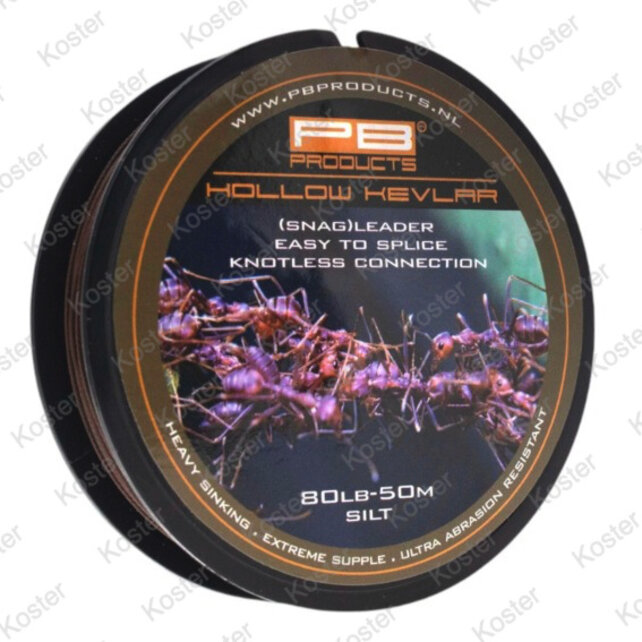 WWW.PBPRODUCTS.NL
PB®
PRODUCTS
HOLLOW KEVLAR
(SNAG)LEADER
EASY TO SPLICE
KNOTLESS CONNECTION
80LB-50M
SILT
HEAVY SINKING . EXTREME SUPPLE . ULTRA ABRASION RESISTANT
Koster